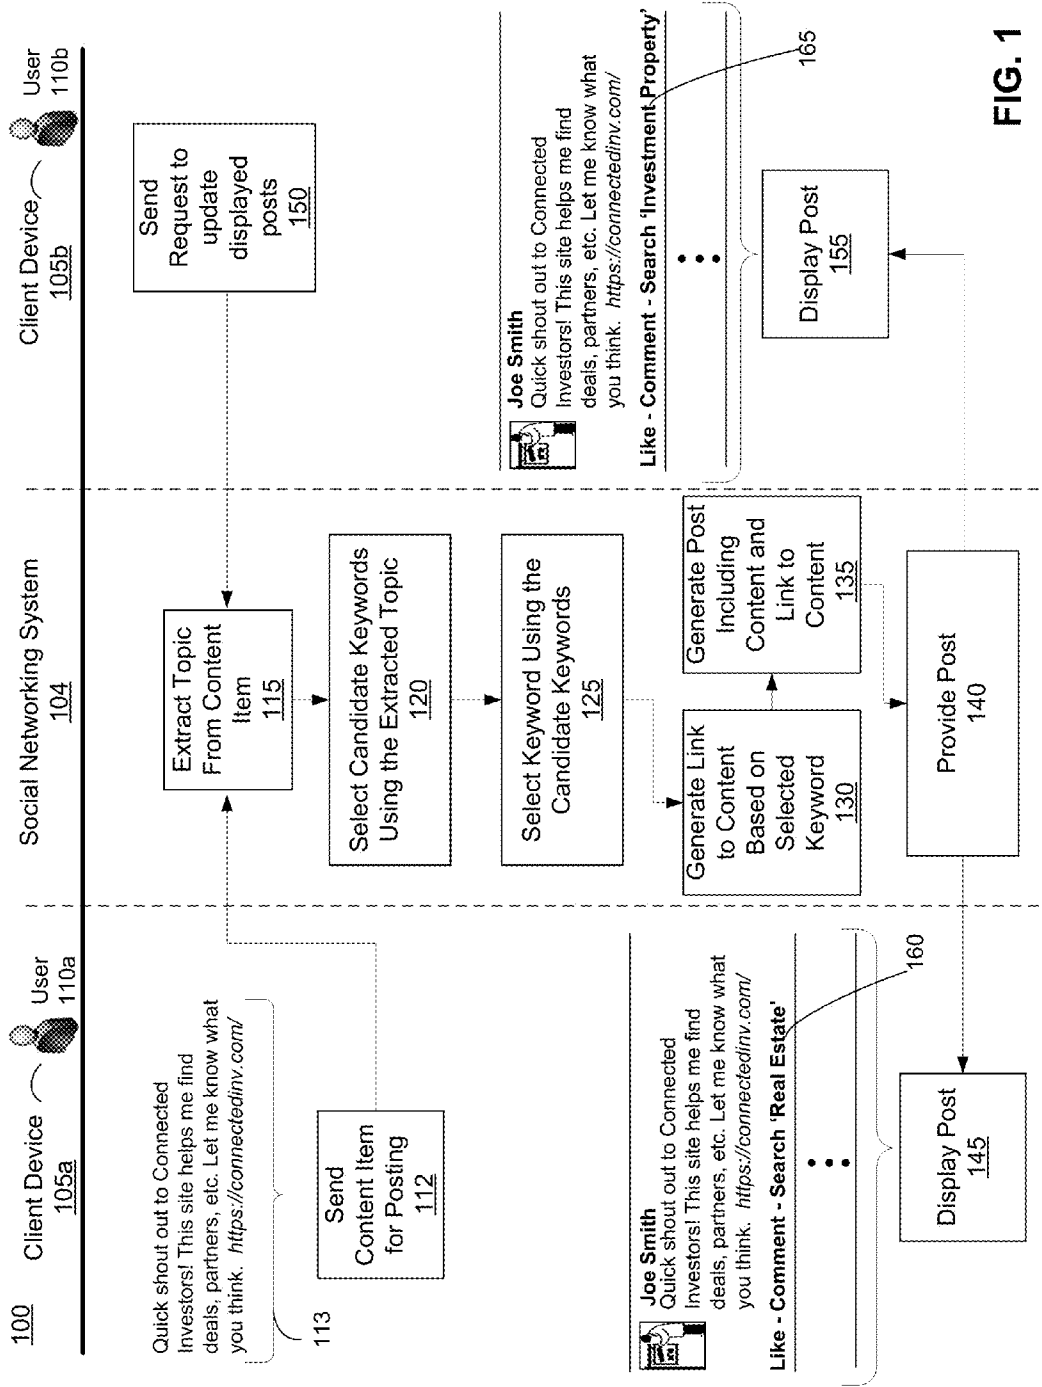 100
Client Device
105a
User
110a
Social Networking System
104
Client Device
105b
User
110b
Quick shout out to Connected
Investors! This site helps me find
deals, partners, etc. Let me know what
you think. https://connectedinv.com/
113
Send
Content Item
for Posting
112
Extract Topic
From Content
Item
115
Send
Request to
update
displayed
posts
150
Select Candidate Keywords
Using the Extracted Topic
120
Select Keyword Using the
Candidate Keywords
125
Generate Link
to Content
Based on
Selected
Keyword
130
Generate Post
Including
Content and
Link to
Content
135
Provide Post
140
Joe Smith
Quick shout out to Connected
Investors! This site helps me find
deals, partners, etc. Let me know what
you think. https://connectedinv.com/
Like - Comment - Search 'Real Estate'
160
Display Post
145
Joe Smith
Quick shout out to Connected
Investors! This site helps me find
deals, partners, etc. Let me know what
you think. https://connectedinv.com/
Like - Comment - Search 'Investment Property'
165
Display Post
155
FIG. 1